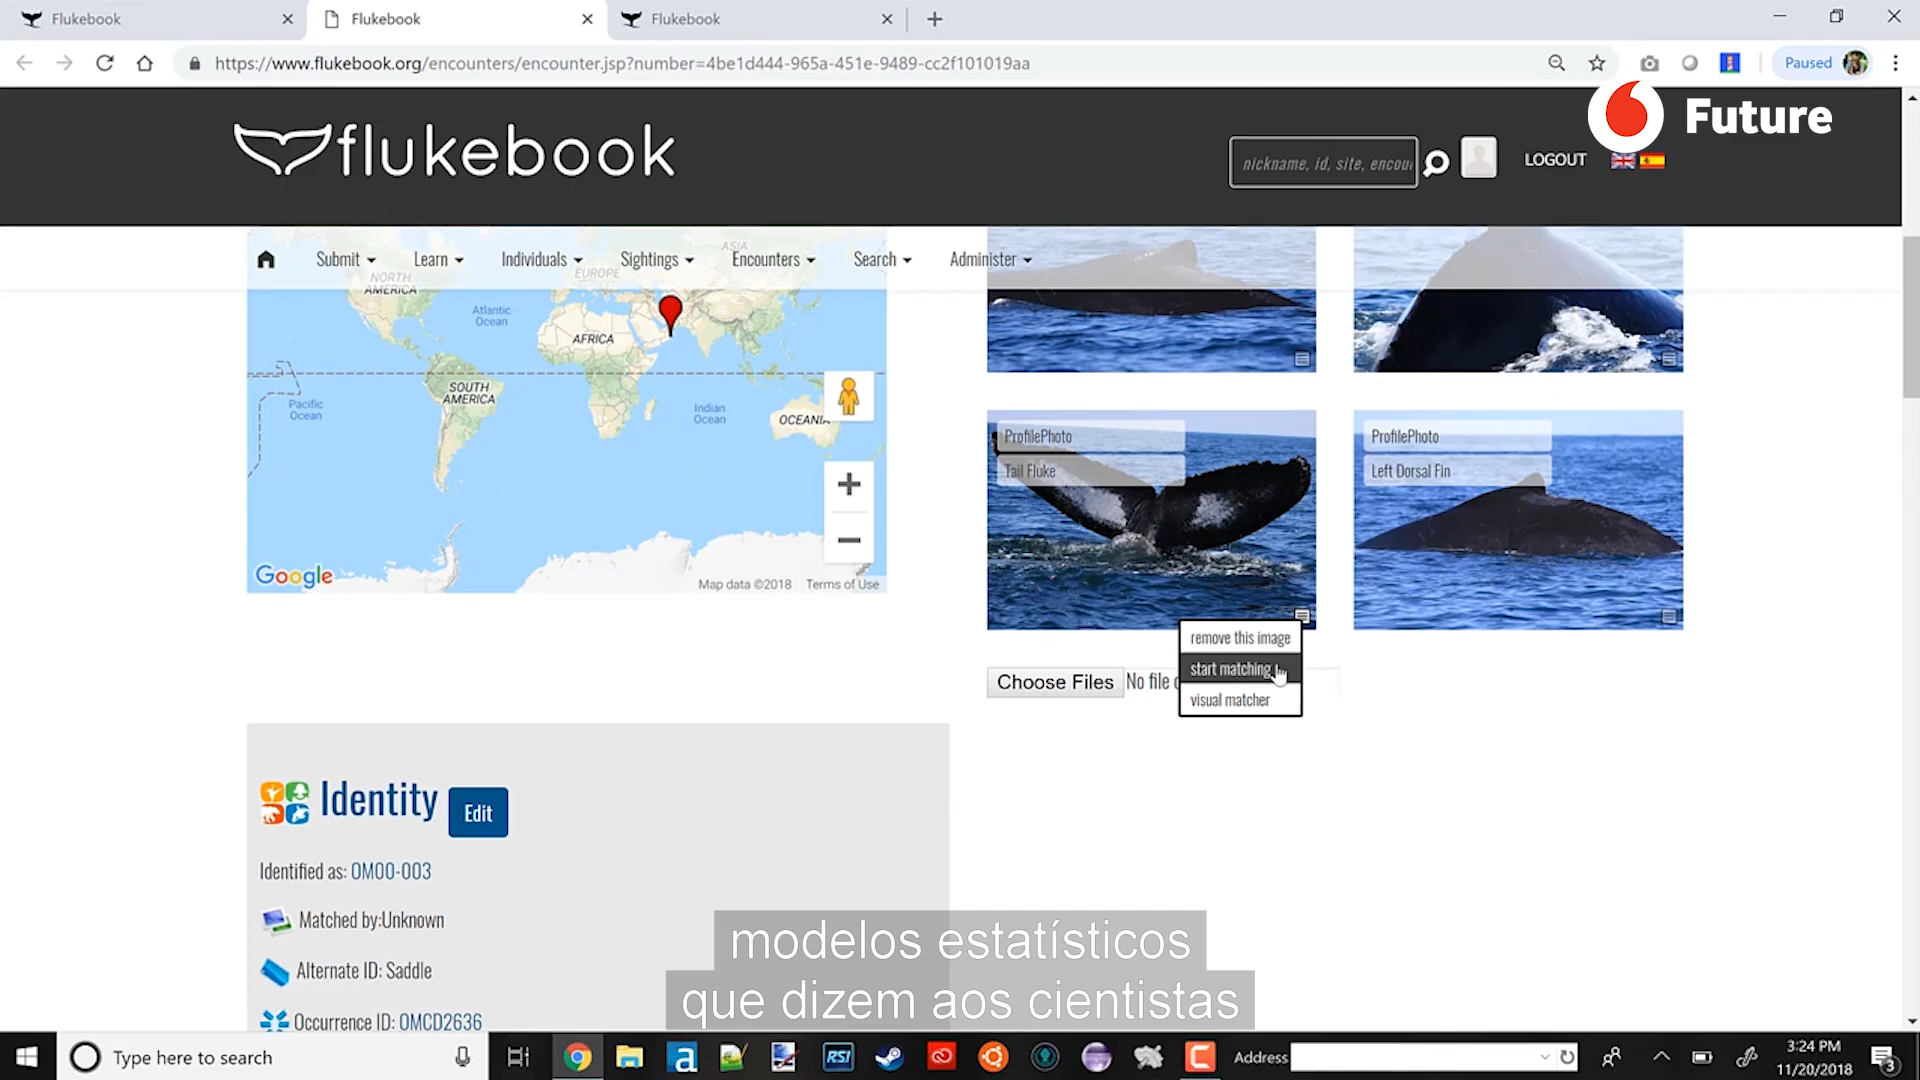 Flukebook
Flukebook
Flukebook
https://www.flukebook.org/encounters/encounter.jsp?number=4be1d444-965a-451e-9489-cc2f101019aa
Paused
Future
flukebook
nickname, id, site, encou
LOGOUT
Submit
Learn
Individuals
Sightings
Encounters
Search
Administer
NORTH
AMERICA
EUROPE
ASIA
Atlantic
Ocean
AFRICA
SOUTH
AMERICA
Pacific
Ocean
Indian
Ocean
OCEANIA
Google
Map data ©2018
Terms of Use
ProfilePhoto
Tail Fluke
ProfilePhoto
Left Dorsal Fin
remove this image
start matching
visual matcher
Choose Files
No file
Identity
Edit
Identified as: OM00-003
Matched by:Unknown
Alternate ID: Saddle
Occurrence ID: OMCD2636
modelos estatísticos
que dizem aos cientistas
Type here to search
a
RSI
Address
3:24 PM
11/20/2018
3